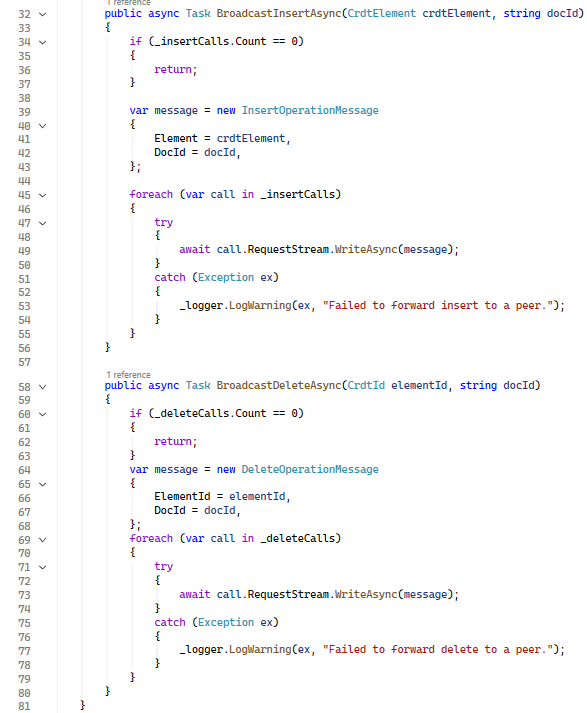 1 reference
32 public async Task BroadcastInsertAsync(CrdtElement crdtElement, string docId)
33 {
34 if (_insertCalls.Count == 0)
35 {
36 return;
37 }
38
39 var message = new InsertOperationMessage
40 {
41 Element = crdtElement,
42 DocId = docId,
43 };
44
45 foreach (var call in _insertCalls)
46 {
47 try
48 {
49 await call.RequestStream.WriteAsync(message);
50 }
51 catch (Exception ex)
52 {
53 _logger.LogWarning(ex, "Failed to forward insert to a peer.");
54 }
55 }
56 }
57
1 reference
58 public async Task BroadcastDeleteAsync(CrdtId elementId, string docId)
59 {
60 if (_deleteCalls.Count == 0)
61 {
62 return;
63 }
64 var message = new DeleteOperationMessage
65 {
66 ElementId = elementId,
67 DocId = docId,
68 };
69 foreach (var call in _deleteCalls)
70 {
71 try
72 {
73 await call.RequestStream.WriteAsync(message);
74 }
75 catch (Exception ex)
76 {
77 _logger.LogWarning(ex, "Failed to forward delete to a peer.");
78 }
79 }
80 }
81 }